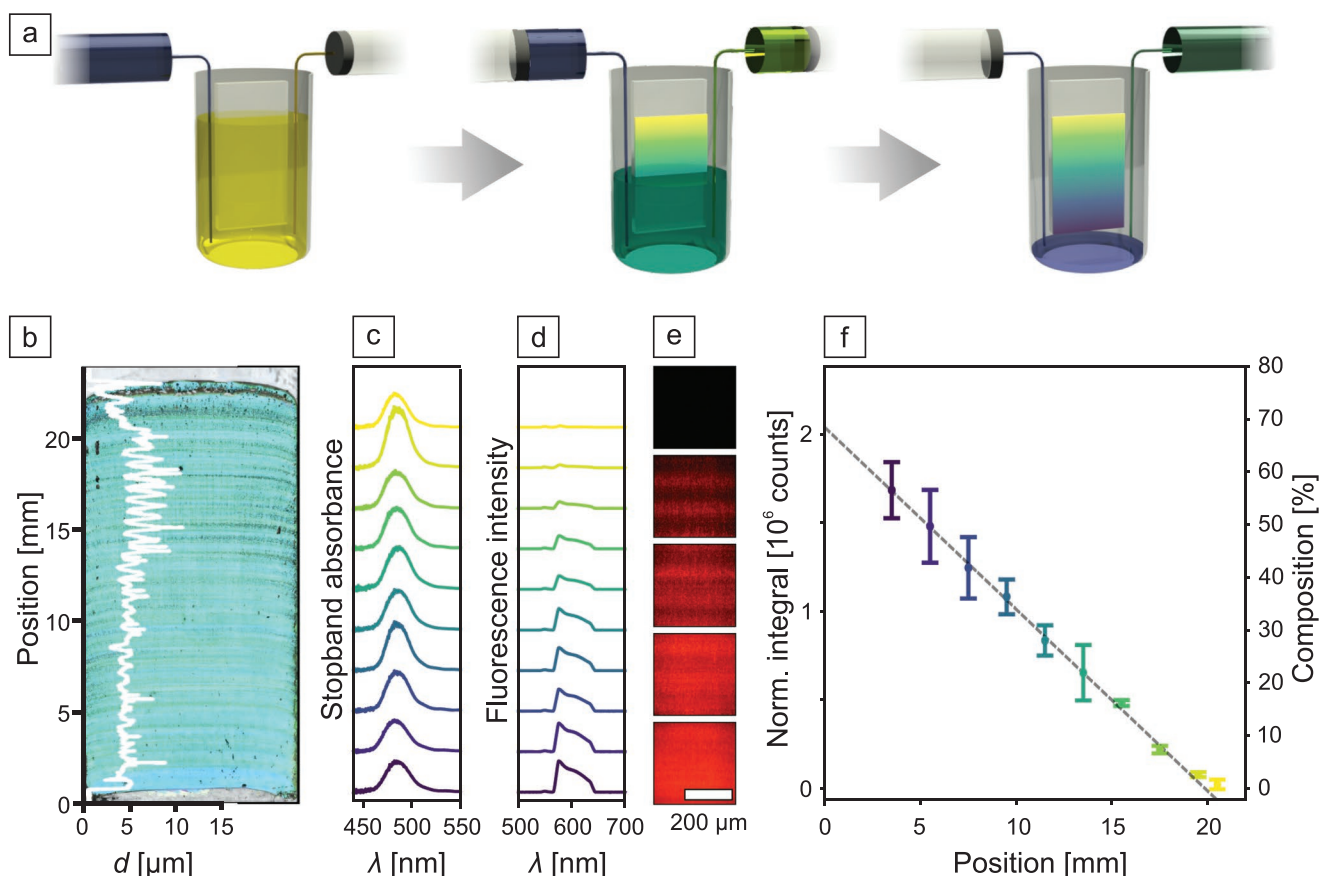 a
b
c
d
e
f
Position [mm]
20
15
10
5
0
0
5
10
15
d [µm]
Stopband absorbance
450
500
550
λ [nm]
Fluorescence intensity
500
600
700
λ [nm]
200 µm
Norm. integral [10⁶ counts]
2
1
0
0
5
10
15
20
Position [mm]
80
70
60
50
40
30
20
10
0
Composition [%]